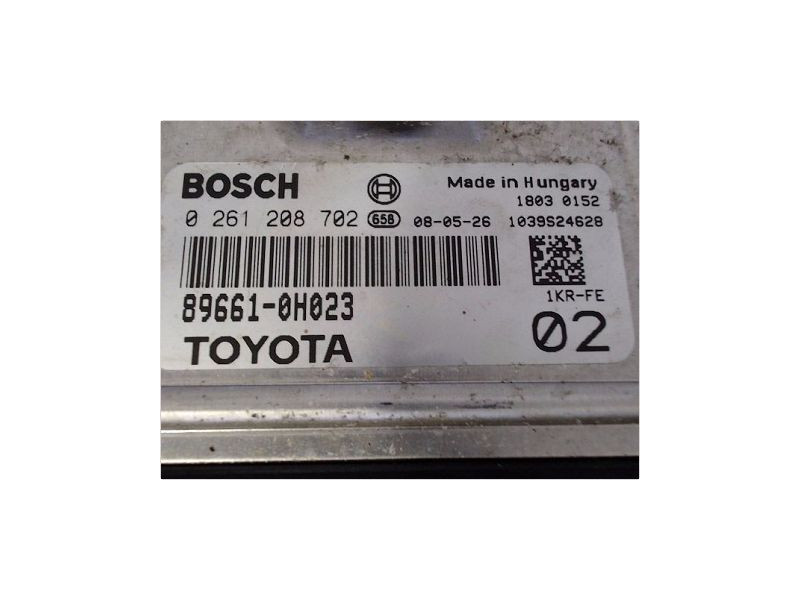 BOSCH Made in Hungary
1803 0152
0 261 208 702 658 08-05-26 1039S24628
89661-0H023 1KR-FE
TOYOTA 02